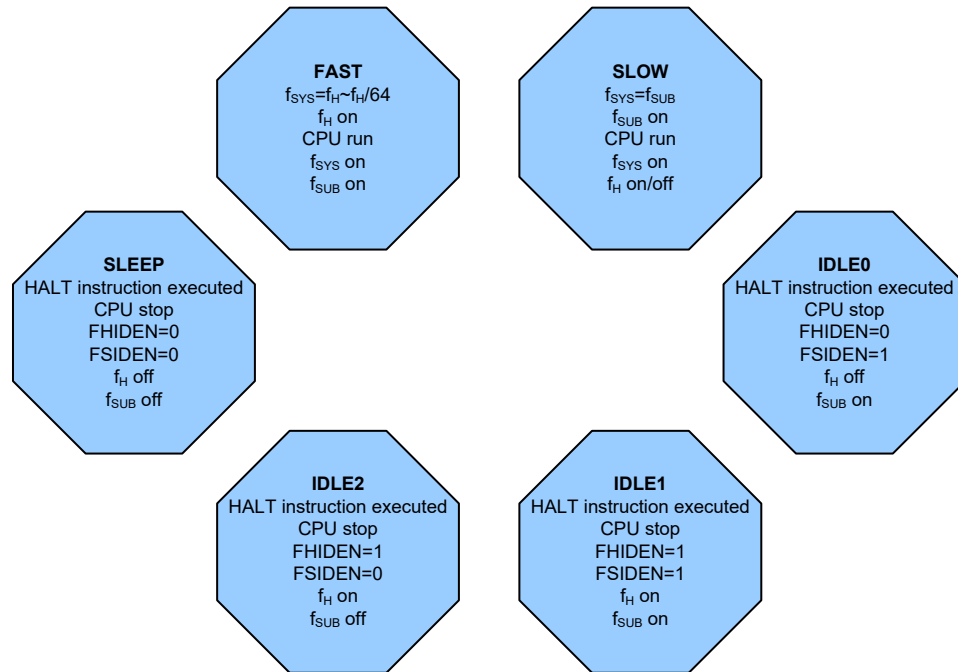 FAST
fSYS=fH~fH/64
fH on
CPU run
fSYS on
fSUB on
SLOW
fSYS=fSUB
fSUB on
CPU run
fSYS on
fH on/off
SLEEP
HALT instruction executed
CPU stop
FHIDEN=0
FSIDEN=0
fH off
fSUB off
IDLE0
HALT instruction executed
CPU stop
FHIDEN=0
FSIDEN=1
fH off
fSUB on
IDLE2
HALT instruction executed
CPU stop
FHIDEN=1
FSIDEN=0
fH on
fSUB off
IDLE1
HALT instruction executed
CPU stop
FHIDEN=1
FSIDEN=1
fH on
fSUB on